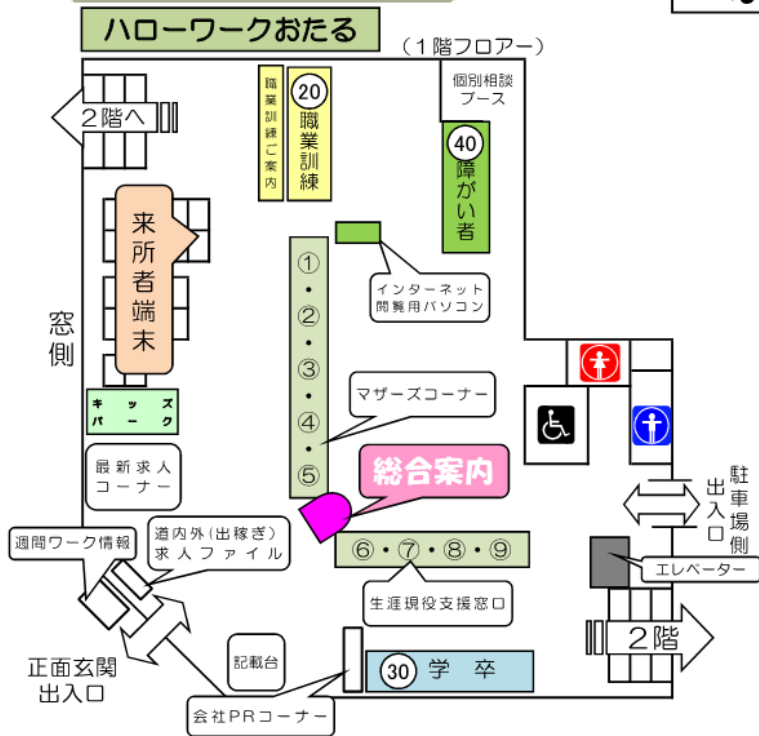 ハローワークおたる
（1階フロアー）
個別相談
ブース
2階へ
職業訓練ご案内
⑳
職業訓練
㊵
障がい者
来所者端末
インターネット
閲覧用パソコン
窓側
①・②・③・④・⑤
マザーズコーナー
キッズ
パーク
総合案内
最新求人
コーナー
駐車場側
出入口
週間ワーク情報
道内外(出稼ぎ)
求人ファイル
⑥・⑦・⑧・⑨
エレベーター
生涯現役支援窓口
2階
正面玄関
出入口
記載台
㉚ 学 卒
会社PRコーナー